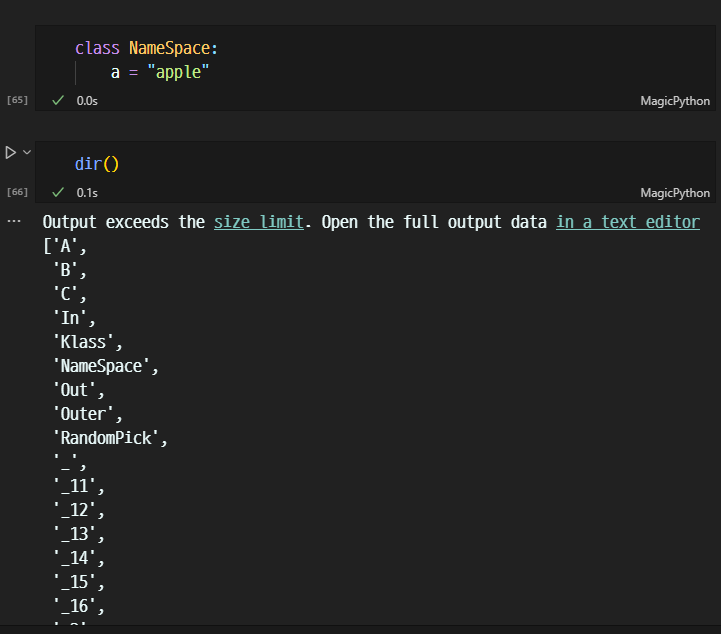 class NameSpace:
    a = "apple"
[65]
0.0s
MagicPython
dir()
[66]
0.1s
MagicPython
... Output exceeds the size limit. Open the full output data in a text editor
['A',
 'B',
 'C',
 'In',
 'Klass',
 'NameSpace',
 'Out',
 'Outer',
 'RandomPick',
 '_',
 '_11',
 '_12',
 '_13',
 '_14',
 '_15',
 '_16',